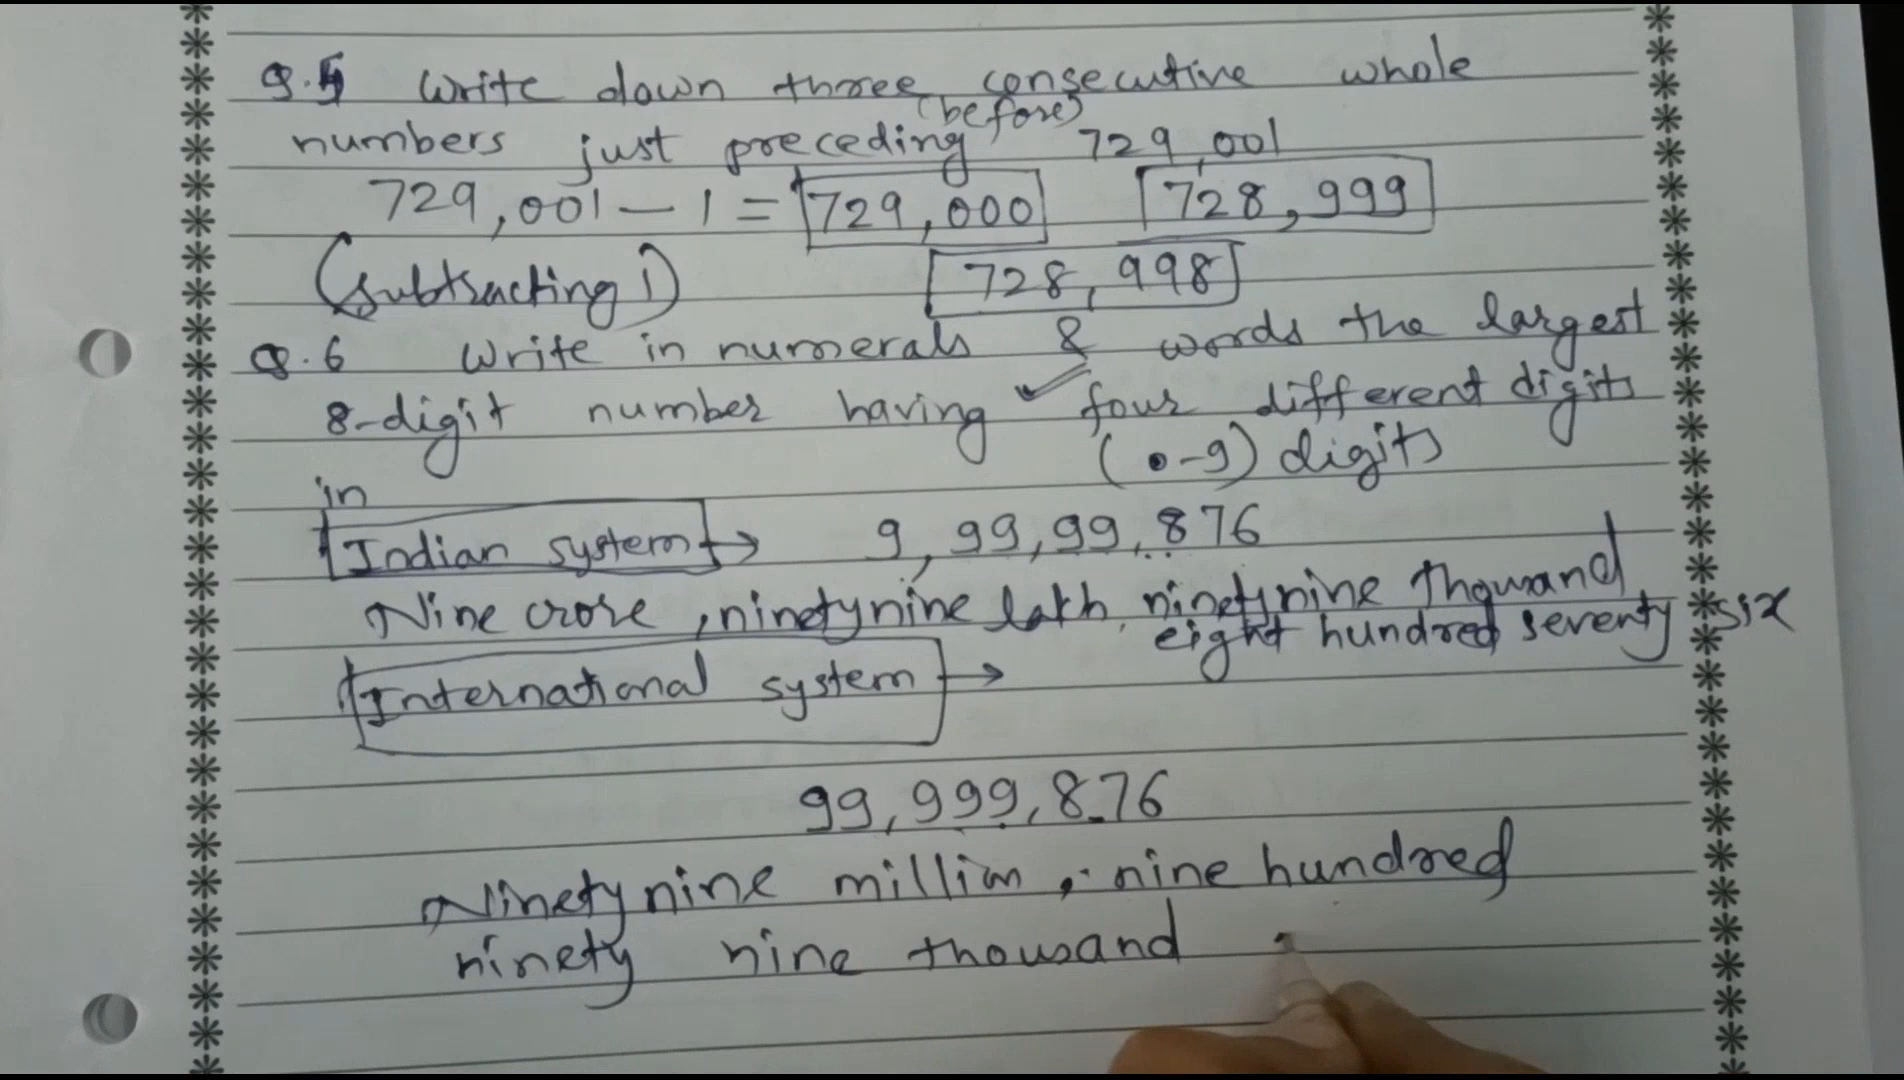 Q.5 Write down three consecutive whole
(before)
numbers just preceding 729,001
729,001 - 1 = 729,000 728,999
(subtracting 1) 728,998
Q.6 Write in numerals & words the largest
8-digit number having four different digits
(0-9) digits
in
Indian system → 9,99,99,876
Nine crore, ninetynine lakh, ninetynine thousand
eight hundred seventy six
International system →
99,999,876
Ninety nine million, nine hundred
ninety nine thousand